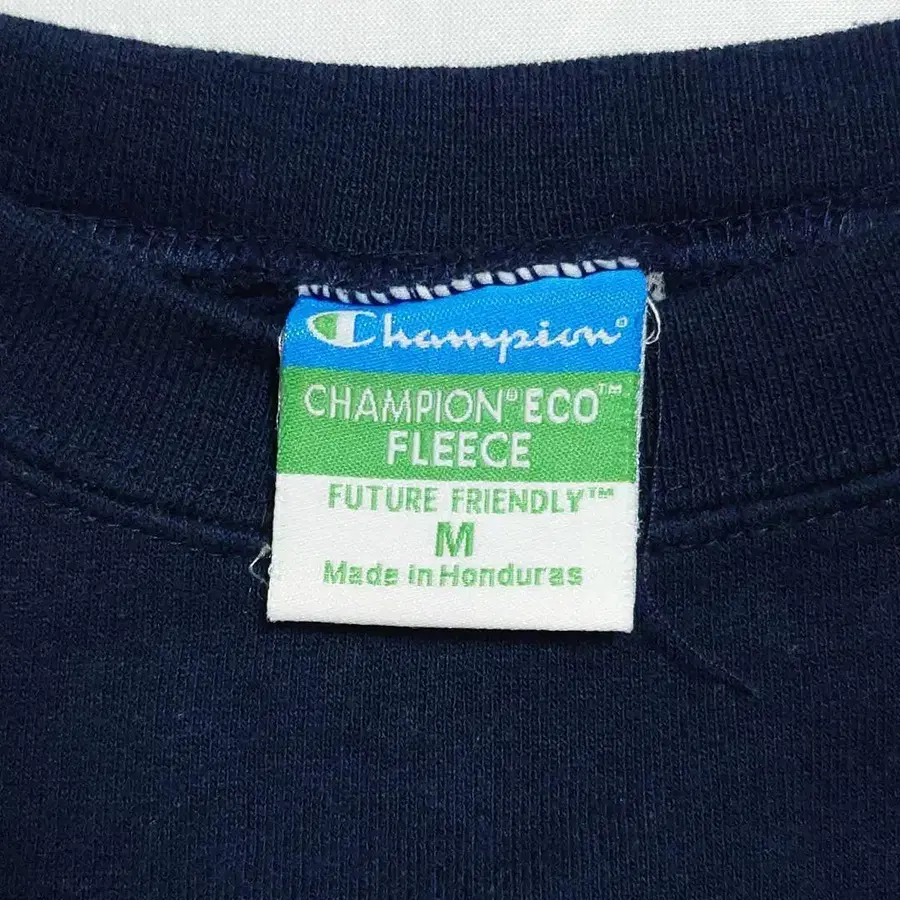 Champion®
CHAMPION® ECO™
FLEECE
FUTURE FRIENDLY™
M
Made in Honduras